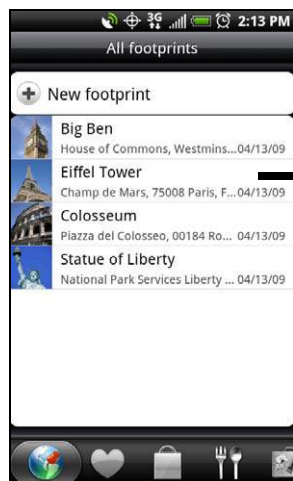 3G 2:13 PM
All footprints
New footprint
Big Ben
House of Commons, Westmins...04/13/09
Eiffel Tower
Champ de Mars, 75008 Paris, F...04/13/09
Colosseum
Piazza del Colosseo, 00184 Ro... 04/13/09
Statue of Liberty
National Park Services Liberty ... 04/13/09